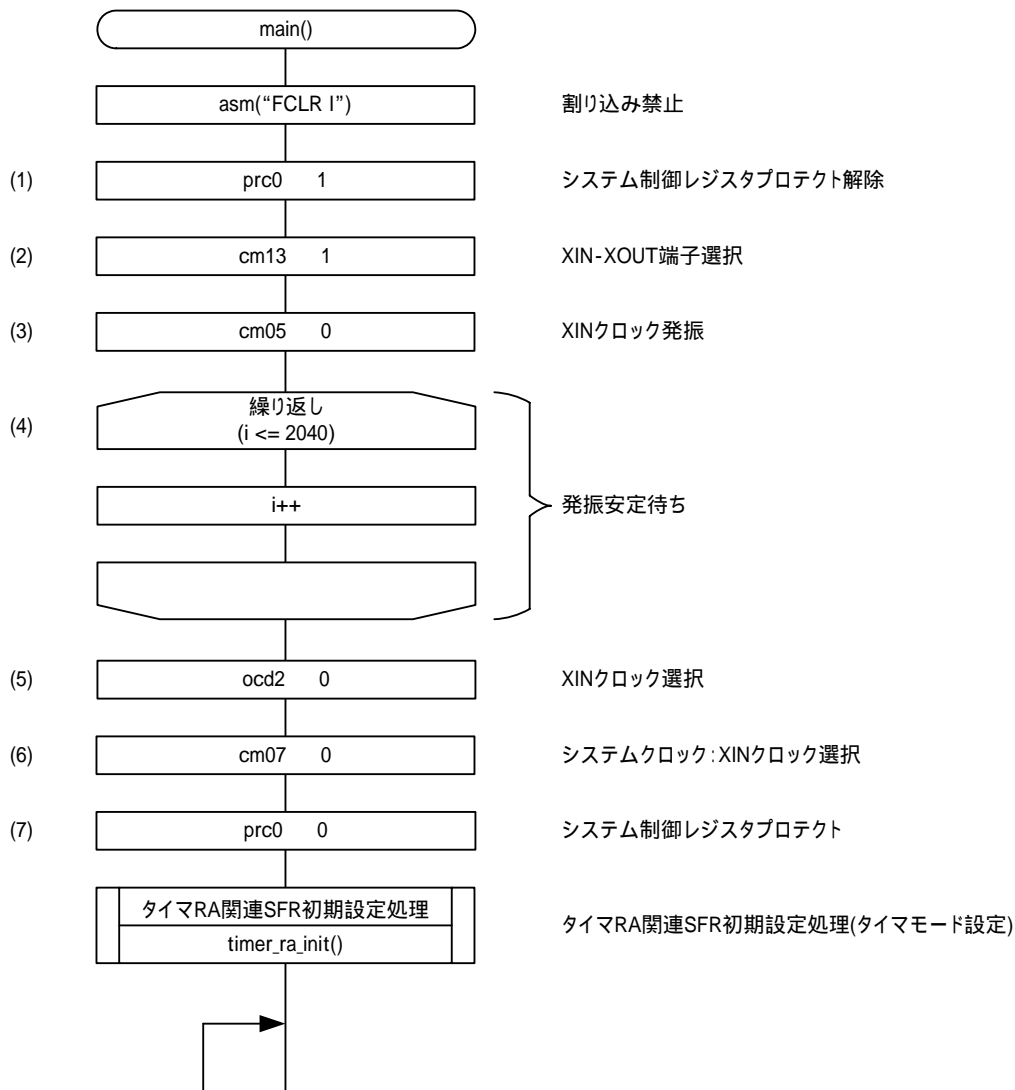 main()
asm(“FCLR I”) 割り込み禁止
(1) prc0 1 システム制御レジスタプロテクト解除
(2) cm13 1 XIN-XOUT端子選択
(3) cm05 0 XINクロック発振
(4) 繰り返し
(i <= 2040)
i++ 発振安定待ち
(5) ocd2 0 XINクロック選択
(6) cm07 0 システムクロック:XINクロック選択
(7) prc0 0 システム制御レジスタプロテクト
タイマRA関連SFR初期設定処理
timer_ra_init() タイマRA関連SFR初期設定処理(タイマモード設定)